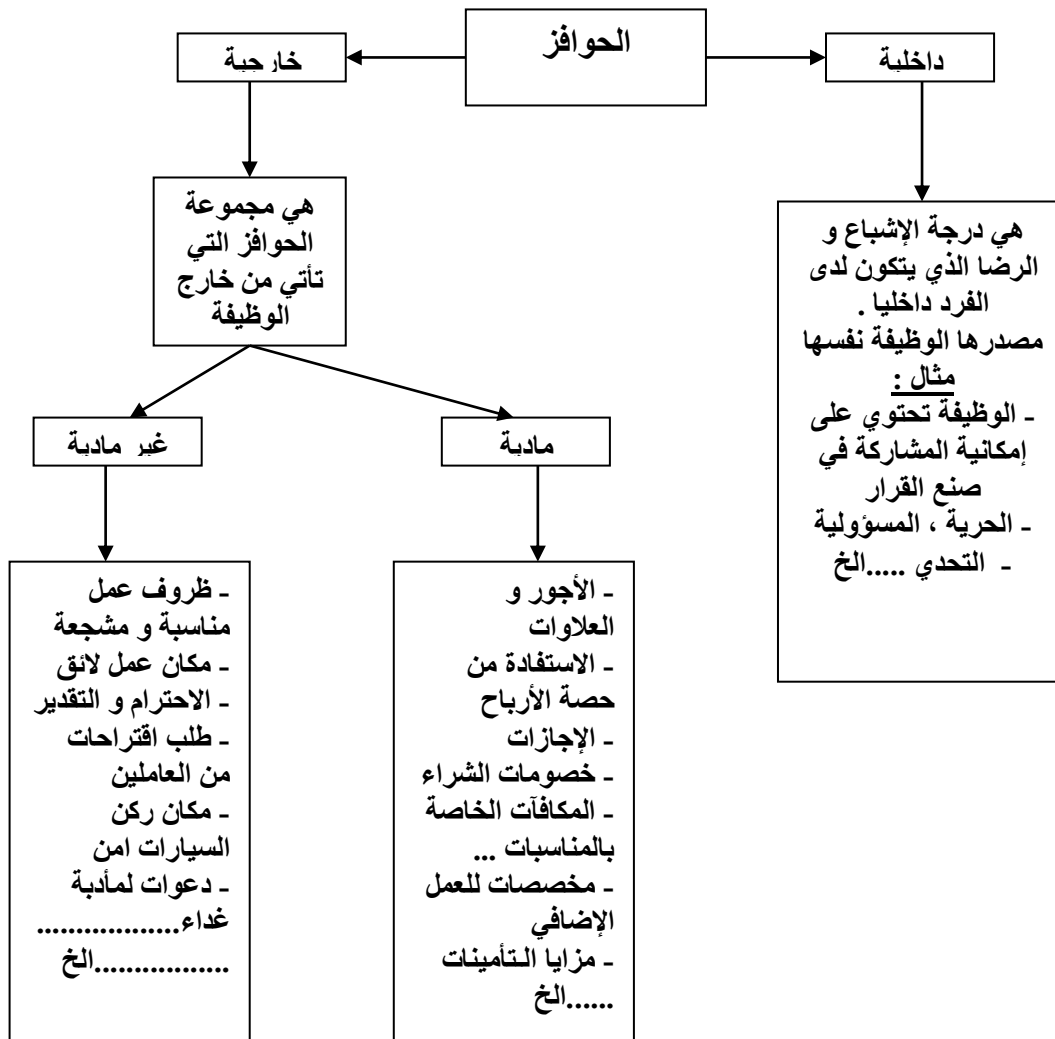 الحوافز
داخلية
خارجية
هي درجة الإشباع و
الرضا الذي يتكون لدى
الفرد داخليا .
مصدرها الوظيفة نفسها
مثال :
- الوظيفة تحتوي على
إمكانية المشاركة في
صنع القرار
- الحرية ، المسؤولية
- التحدي .....الخ
هي مجموعة
الحوافز التي
تأتي من خارج
الوظيفة
مادية
غير مادية
- الأجور و
العلاوات
- الاستفادة من
حصة الأرباح
- الإجازات
- خصومات الشراء
- المكافآت الخاصة
بالمناسبات ...
- مخصصات للعمل
الإضافي
- مزايا التأمينات
......الخ
- ظروف عمل
مناسبة و مشجعة
- مكان عمل لائق
- الاحترام و التقدير
- طلب اقتراحات
من العاملين
- مكان ركن
السيارات امن
- دعوات لمأدبة
غداء..................
..................الخ